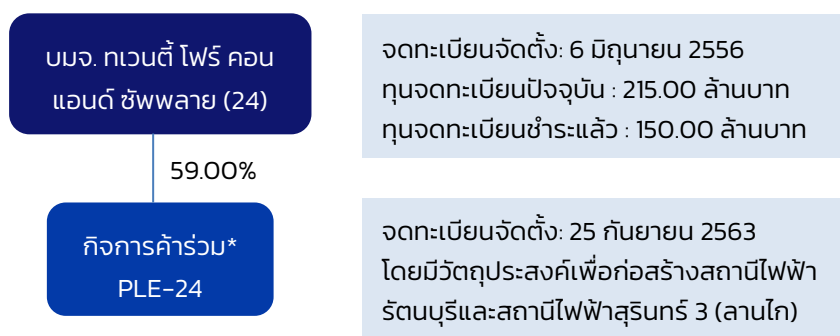 บมจ. ทเวนตี้ โฟร์ คอน
แอนด์ ซัพพลาย (24)
จดทะเบียนจัดตั้ง: 6 มิถุนายน 2556
ทุนจดทะเบียนปัจจุบัน : 215.00 ล้านบาท
ทุนจดทะเบียนชำระแล้ว : 150.00 ล้านบาท
59.00%
กิจการค้าร่วม*
PLE-24
จดทะเบียนจัดตั้ง: 25 กันยายน 2563
โดยมีวัตถุประสงค์เพื่อก่อสร้างสถานีไฟฟ้า
รัตนบุรีและสถานีไฟฟ้าสุรินทร์ 3 (ลานไก)